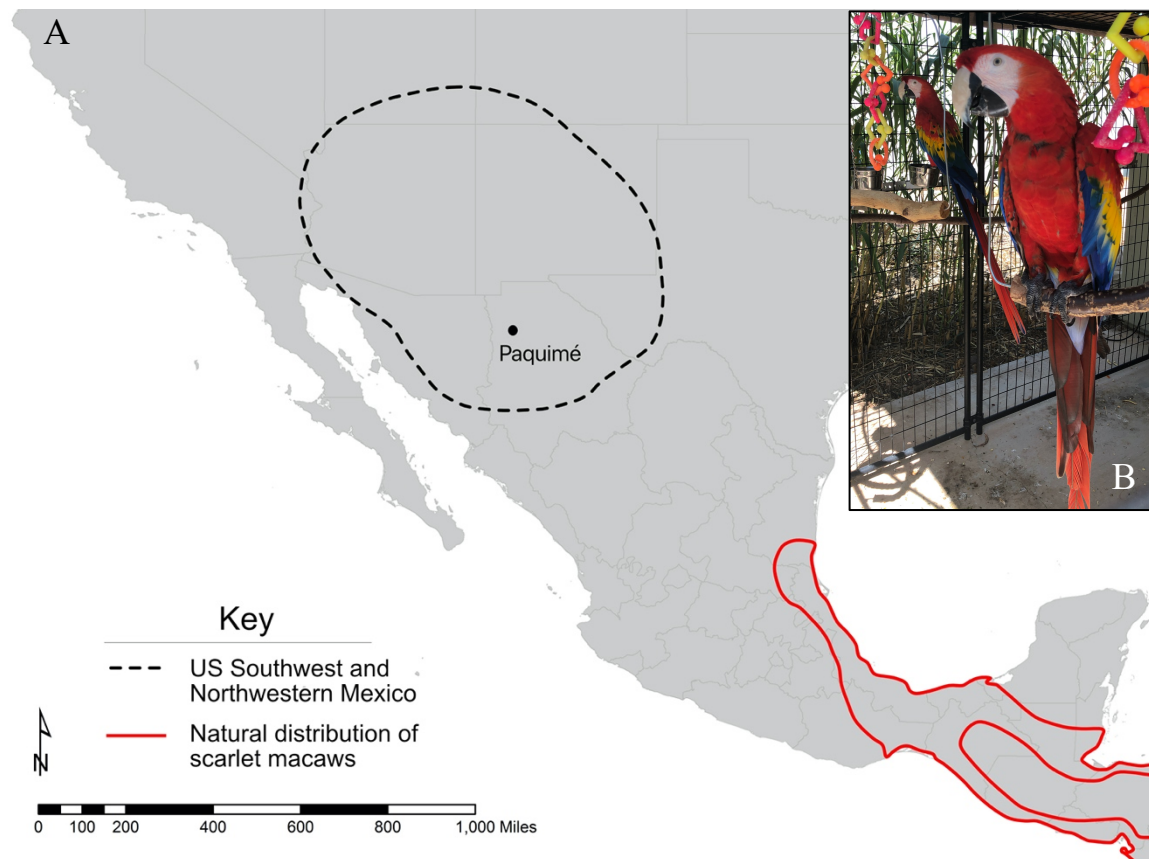 A
Paquimé
B
Key
US Southwest and
Northwestern Mexico
Natural distribution of
scarlet macaws
N
0 100 200 400 600 800 1,000 Miles